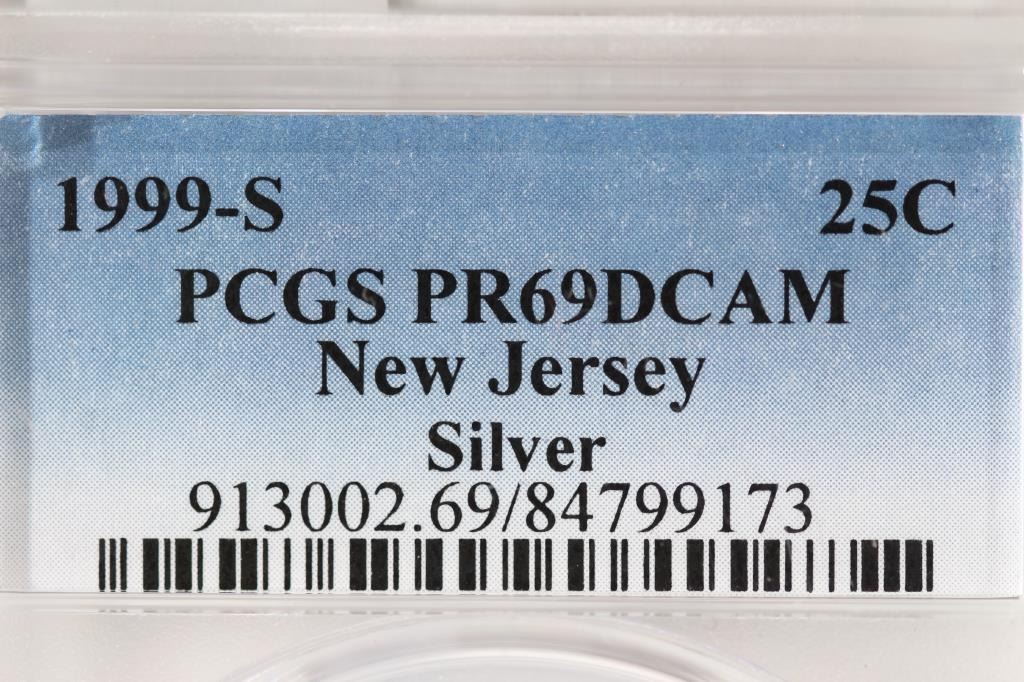 1999-S 25C
PCGS PR69DCAM
New Jersey
Silver
913002.69/84799173